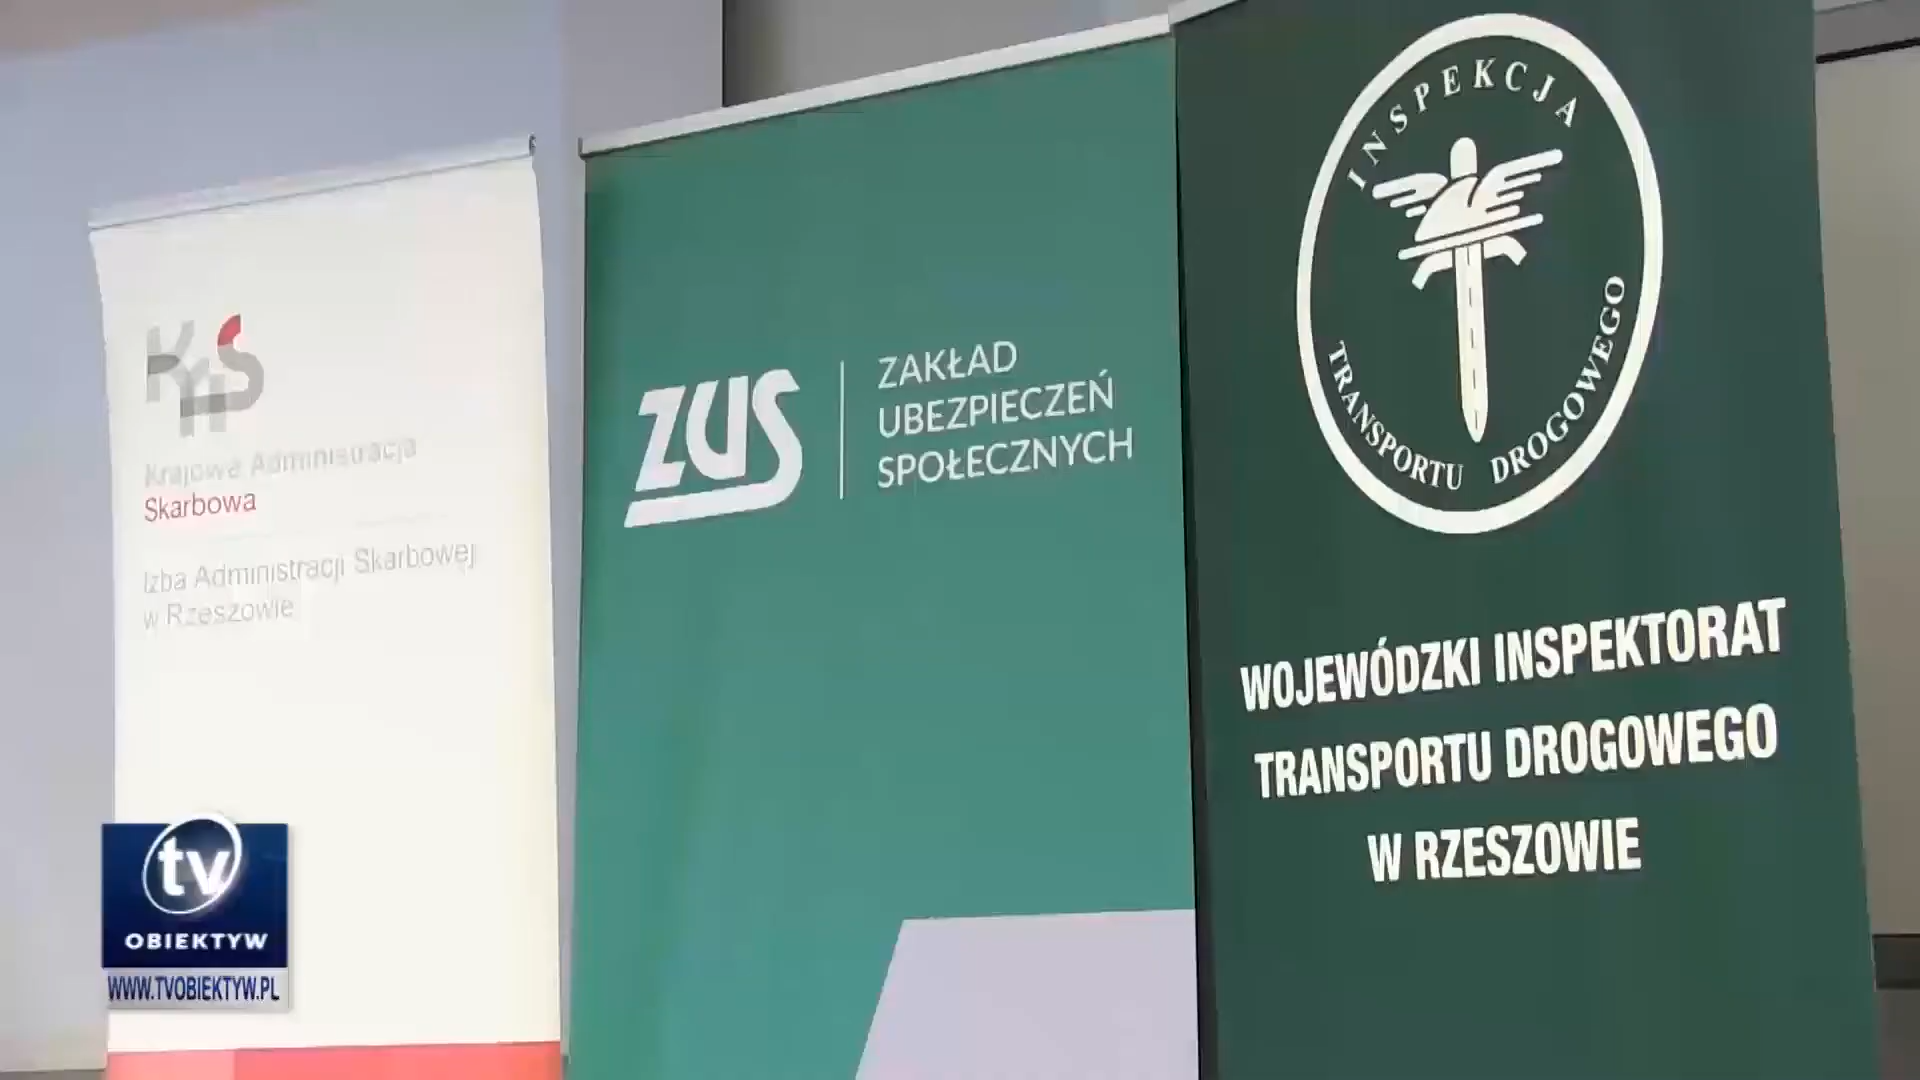 KAS
Krajowa Administracja
Skarbowa
Izba Administracji Skarbowej
w Rzeszowie
ZUS
ZAKŁAD
UBEZPIECZEŃ
SPOŁECZNYCH
INSPEKCJA
TRANSPORTU DROGOWEGO
WOJEWÓDZKI INSPEKTORAT
TRANSPORTU DROGOWEGO
W RZESZOWIE
tv
OBIEKTYW
WWW.TVOBIEKTYW.PL